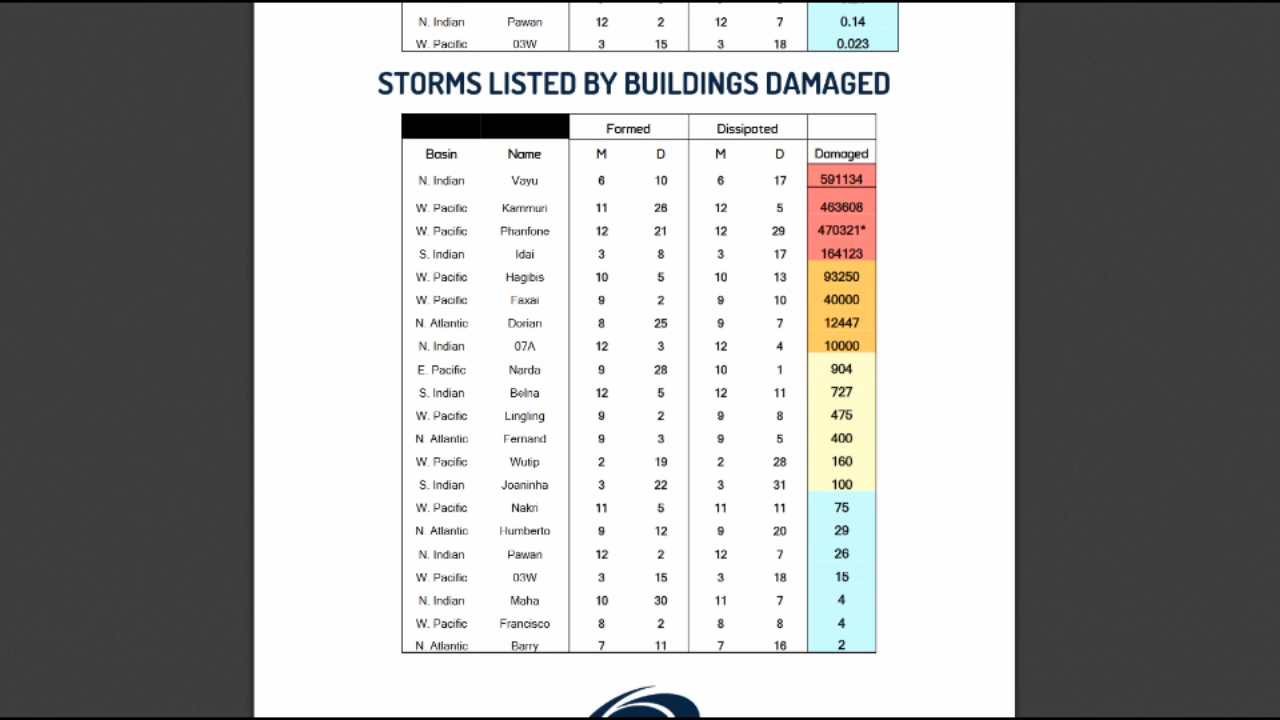 N. Indian Pawan 12 2 12 7 0.14
W. Pacific 03W 3 15 3 18 0.023
STORMS LISTED BY BUILDINGS DAMAGED
Formed Dissipated
Basin Name M D M D Damaged
N. Indian Vayu 6 10 6 17 591134
W. Pacific Kammuri 11 26 12 5 463608
W. Pacific Phanfone 12 21 12 29 470321*
S. Indian Idai 3 8 3 17 164123
W. Pacific Hagibis 10 5 10 13 93250
W. Pacific Faxai 9 2 9 10 40000
N. Atlantic Dorian 8 25 9 7 12447
N. Indian 07A 12 3 12 4 10000
E. Pacific Narda 9 28 10 1 904
S. Indian Belna 12 5 12 11 727
W. Pacific Lingling 9 2 9 8 475
N. Atlantic Fernand 9 3 9 5 400
W. Pacific Wutip 2 19 2 28 160
S. Indian Joaninha 3 22 3 31 100
W. Pacific Nakri 11 5 11 11 75
N. Atlantic Humberto 9 12 9 20 29
N. Indian Pawan 12 2 12 7 26
W. Pacific 03W 3 15 3 18 15
N. Indian Maha 10 30 11 7 4
W. Pacific Francisco 8 2 8 8 4
N. Atlantic Barry 7 11 7 16 2